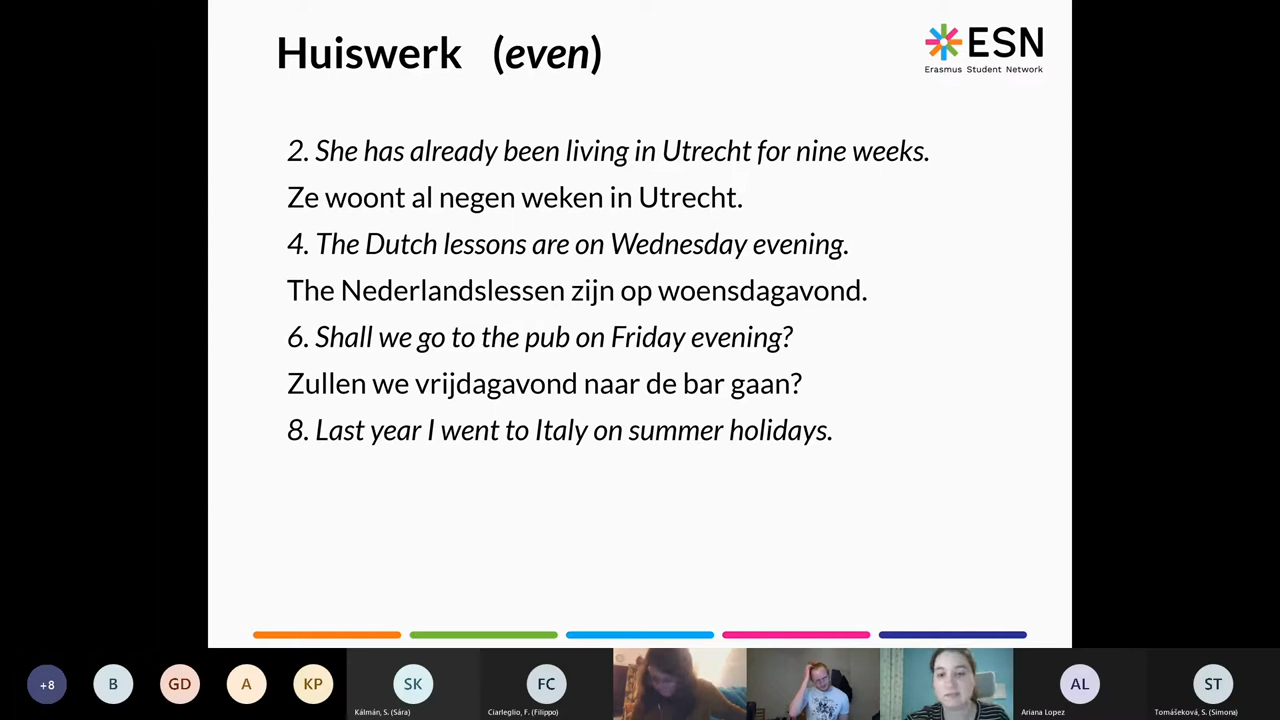 Huiswerk (even)
ESN
Erasmus Student Network
2. She has already been living in Utrecht for nine weeks.
Ze woont al negen weken in Utrecht.
4. The Dutch lessons are on Wednesday evening.
The Nederlandslessen zijn op woensdagavond.
6. Shall we go to the pub on Friday evening?
Zullen we vrijdagavond naar de bar gaan?
8. Last year I went to Italy on summer holidays.
+8
B
GD
A
KP
SK
Kálmán, S. (Sára)
FC
Ciarleglio, F. (Filippo)
AL
Ariana Lopez
ST
Tomášeková, S. (Simona)